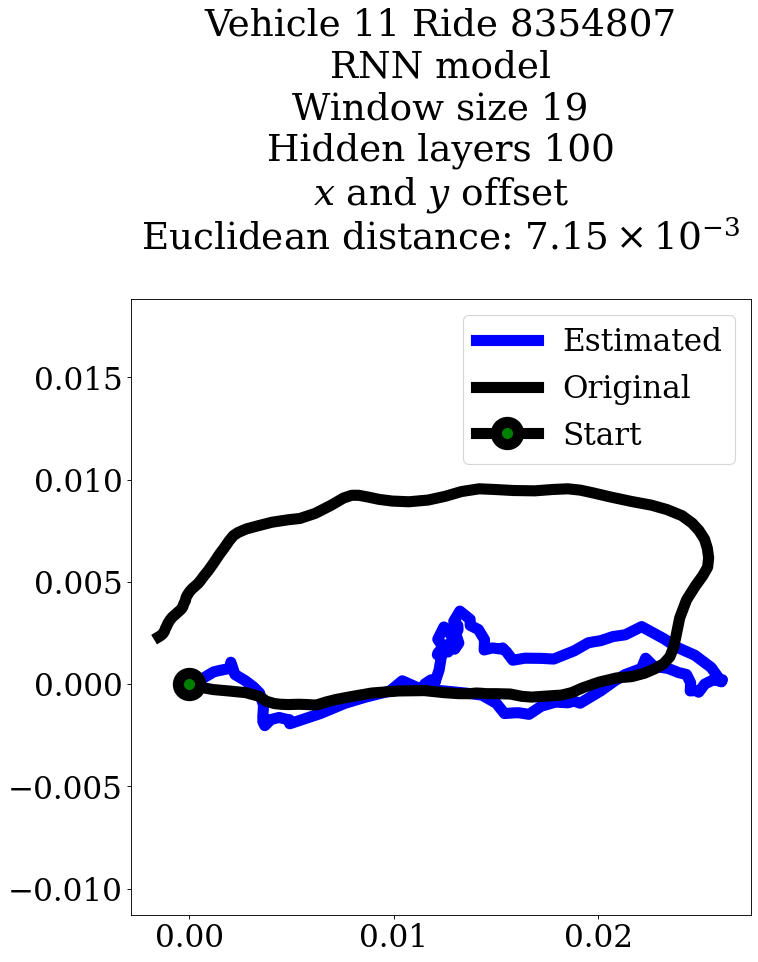 Vehicle 11 Ride 8354807
RNN model
Window size 19
Hidden layers 100
x and y offset
Euclidean distance: 7.15 × 10⁻³
Estimated
Original
Start
0.015
0.010
0.005
0.000
−0.005
−0.010
0.00 0.01 0.02